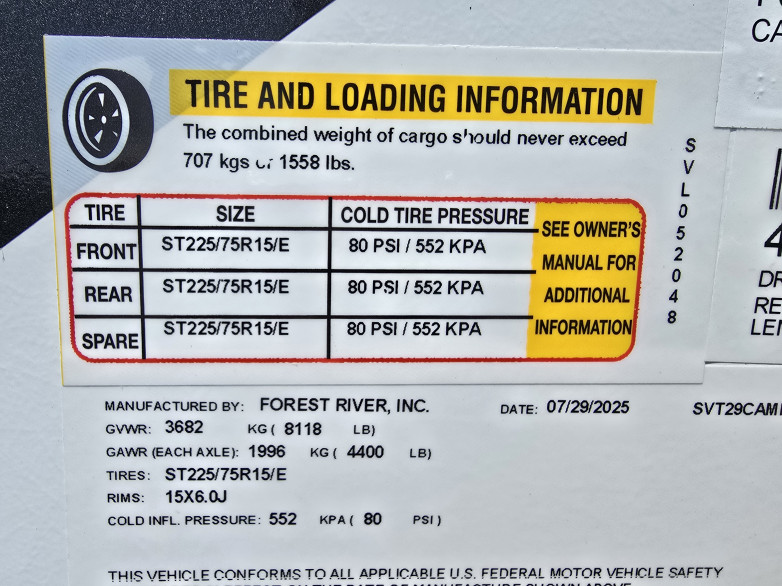 CA
TIRE AND LOADING INFORMATION
The combined weight of cargo should never exceed
707 kgs or 1558 lbs.
TIRE SIZE COLD TIRE PRESSURE SEE OWNER'S MANUAL FOR ADDITIONAL INFORMATION
FRONT ST225/75R15/E 80 PSI / 552 KPA
REAR ST225/75R15/E 80 PSI / 552 KPA
SPARE ST225/75R15/E 80 PSI / 552 KPA
SVL052048
4
DR
RE
LEN
MANUFACTURED BY: FOREST RIVER, INC. DATE: 07/29/2025 SVT29CAM
GVWR: 3682 KG ( 8118 LB)
GAWR (EACH AXLE): 1996 KG ( 4400 LB)
TIRES: ST225/75R15/E
RIMS: 15X6.0J
COLD INFL. PRESSURE: 552 KPA ( 80 PSI )
THIS VEHICLE CONFORMS TO ALL APPLICABLE U.S. FEDERAL MOTOR VEHICLE SAFETY